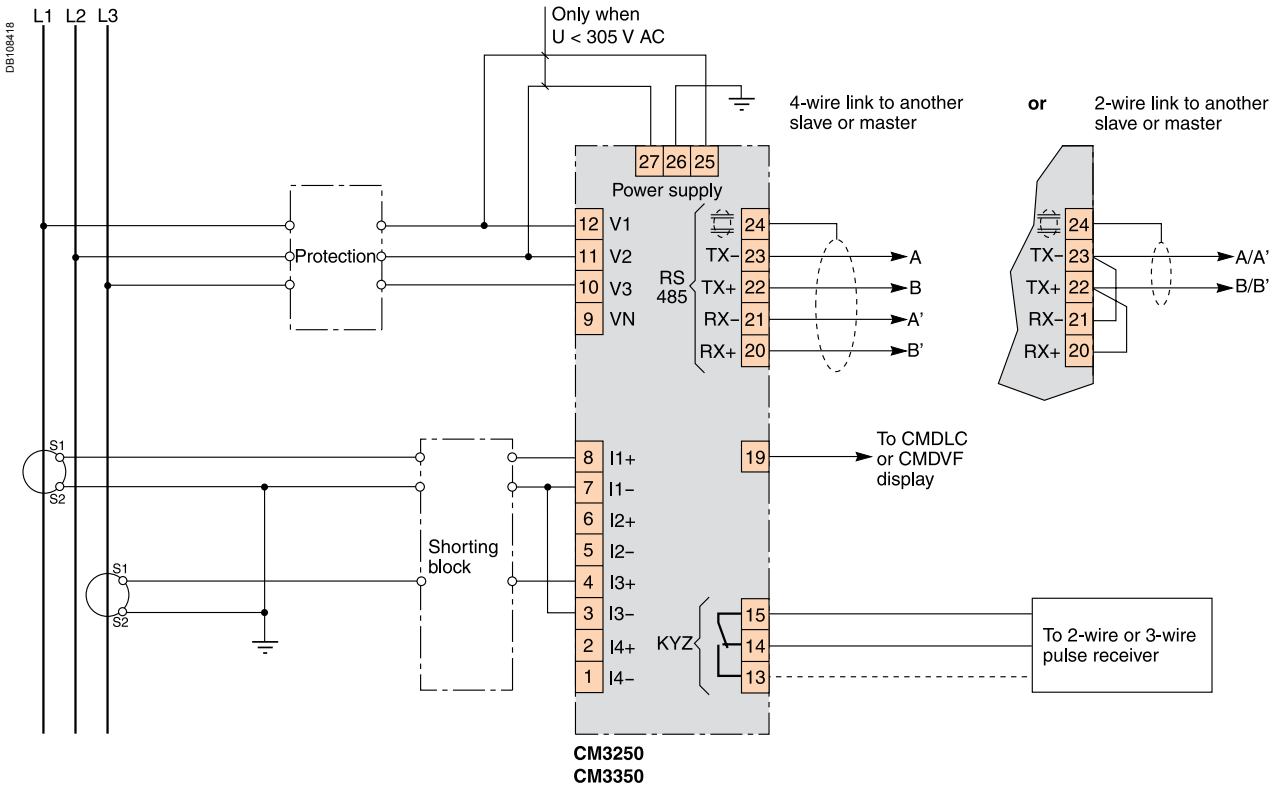 DB108418
L1 L2 L3
Only when
U < 305 V AC
4-wire link to another
slave or master
or
2-wire link to another
slave or master
27 26 25
Power supply
Protection
12 V1
11 V2
10 V3
9 VN
RS
485
24
TX- 23
TX+ 22
RX- 21
RX+ 20
A
B
A'
B'
24
TX- 23
TX+ 22
RX- 21
RX+ 20
A/A'
B/B'
S1
S2
S1
S2
Shorting
block
8 I1+
7 I1–
6 I2+
5 I2–
4 I3+
3 I3–
2 I4+
1 I4–
19
To CMDLC
or CMDVF
display
KYZ
15
14
13
To 2-wire or 3-wire
pulse receiver
CM3250
CM3350